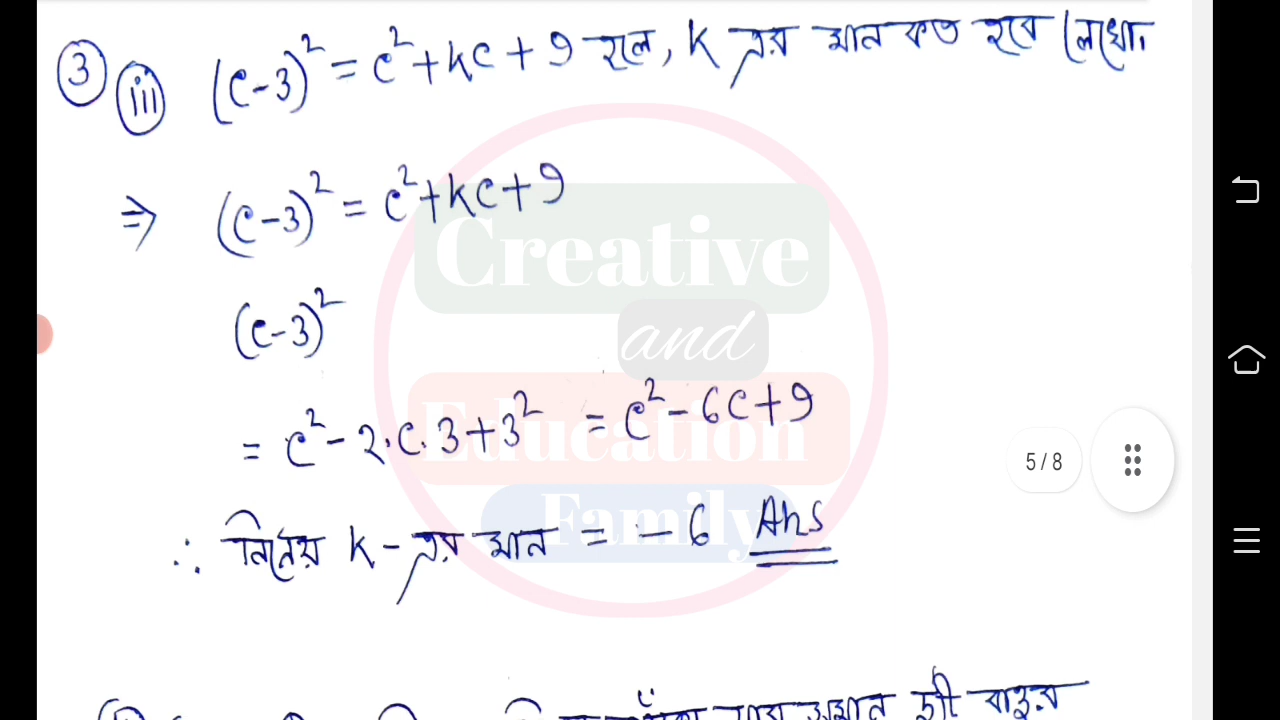 ③ (iii) (c-3)² = c²+kc+9 হলে, k এর মান কত হবে লেখো।
⇒ (c-3)² = c²+kc+9
(c-3)²
= c²-2.c.3+3² = c²-6c+9
∴ নির্ণেয় k-এর মান = -6 Ans
Creative
and
Education
Family
5/8